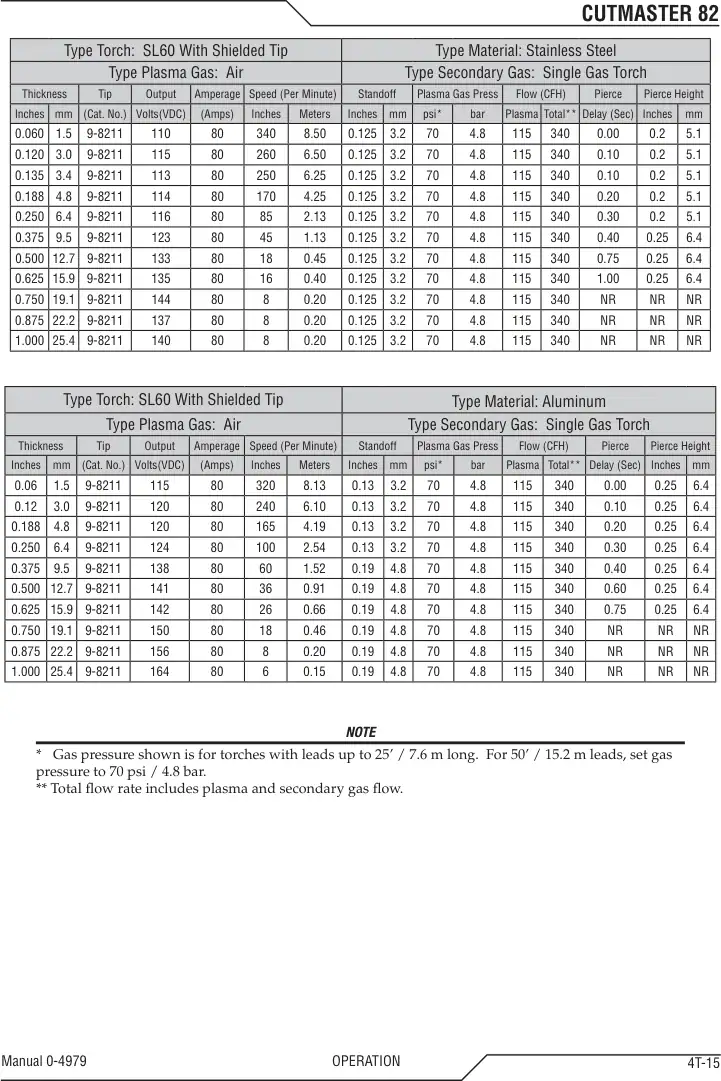 CUTMASTER 82
Type Torch: SL60 With Shielded Tip Type Material: Stainless Steel
Type Plasma Gas: Air Type Secondary Gas: Single Gas Torch
Thickness Tip Output Amperage Speed (Per Minute) Standoff Plasma Gas Press Flow (CFH) Pierce Pierce Height
Inches mm (Cat. No.) Volts(VDC) (Amps) Inches Meters Inches mm psi* bar Plasma Total** Delay (Sec) Inches mm
0.060 1.5 9-8211 110 80 340 8.50 0.125 3.2 70 4.8 115 340 0.00 0.2 5.1
0.120 3.0 9-8211 115 80 260 6.50 0.125 3.2 70 4.8 115 340 0.10 0.2 5.1
0.135 3.4 9-8211 113 80 250 6.25 0.125 3.2 70 4.8 115 340 0.10 0.2 5.1
0.188 4.8 9-8211 114 80 170 4.25 0.125 3.2 70 4.8 115 340 0.20 0.2 5.1
0.250 6.4 9-8211 116 80 85 2.13 0.125 3.2 70 4.8 115 340 0.30 0.2 5.1
0.375 9.5 9-8211 123 80 45 1.13 0.125 3.2 70 4.8 115 340 0.40 0.25 6.4
0.500 12.7 9-8211 133 80 18 0.45 0.125 3.2 70 4.8 115 340 0.75 0.25 6.4
0.625 15.9 9-8211 135 80 16 0.40 0.125 3.2 70 4.8 115 340 1.00 0.25 6.4
0.750 19.1 9-8211 144 80 8 0.20 0.125 3.2 70 4.8 115 340 NR NR NR
0.875 22.2 9-8211 137 80 8 0.20 0.125 3.2 70 4.8 115 340 NR NR NR
1.000 25.4 9-8211 140 80 8 0.20 0.125 3.2 70 4.8 115 340 NR NR NR
Type Torch: SL60 With Shielded Tip Type Material: Aluminum
Type Plasma Gas: Air Type Secondary Gas: Single Gas Torch
Thickness Tip Output Amperage Speed (Per Minute) Standoff Plasma Gas Press Flow (CFH) Pierce Pierce Height
Inches mm (Cat. No.) Volts(VDC) (Amps) Inches Meters Inches mm psi* bar Plasma Total** Delay (Sec) Inches mm
0.06 1.5 9-8211 115 80 320 8.13 0.13 3.2 70 4.8 115 340 0.00 0.25 6.4
0.12 3.0 9-8211 120 80 240 6.10 0.13 3.2 70 4.8 115 340 0.10 0.25 6.4
0.188 4.8 9-8211 120 80 165 4.19 0.13 3.2 70 4.8 115 340 0.20 0.25 6.4
0.250 6.4 9-8211 124 80 100 2.54 0.13 3.2 70 4.8 115 340 0.30 0.25 6.4
0.375 9.5 9-8211 138 80 60 1.52 0.19 4.8 70 4.8 115 340 0.40 0.25 6.4
0.500 12.7 9-8211 141 80 36 0.91 0.19 4.8 70 4.8 115 340 0.60 0.25 6.4
0.625 15.9 9-8211 142 80 26 0.66 0.19 4.8 70 4.8 115 340 0.75 0.25 6.4
0.750 19.1 9-8211 150 80 18 0.46 0.19 4.8 70 4.8 115 340 NR NR NR
0.875 22.2 9-8211 156 80 8 0.20 0.19 4.8 70 4.8 115 340 NR NR NR
1.000 25.4 9-8211 164 80 6 0.15 0.19 4.8 70 4.8 115 340 NR NR NR
NOTE
* Gas pressure shown is for torches with leads up to 25’ / 7.6 m long. For 50’ / 15.2 m leads, set gas
pressure to 70 psi / 4.8 bar.
** Total flow rate includes plasma and secondary gas flow.
Manual 0-4979 OPERATION 4T-15